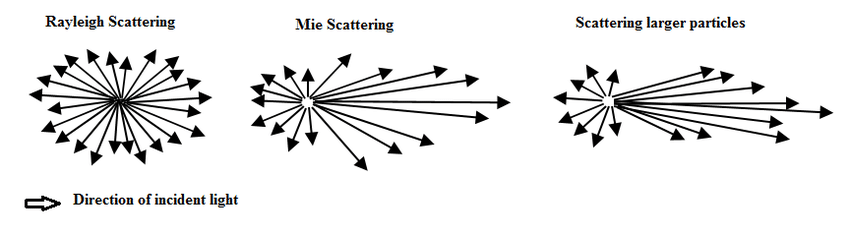 Rayleigh Scattering
Mie Scattering
Scattering larger particles
Direction of incident light